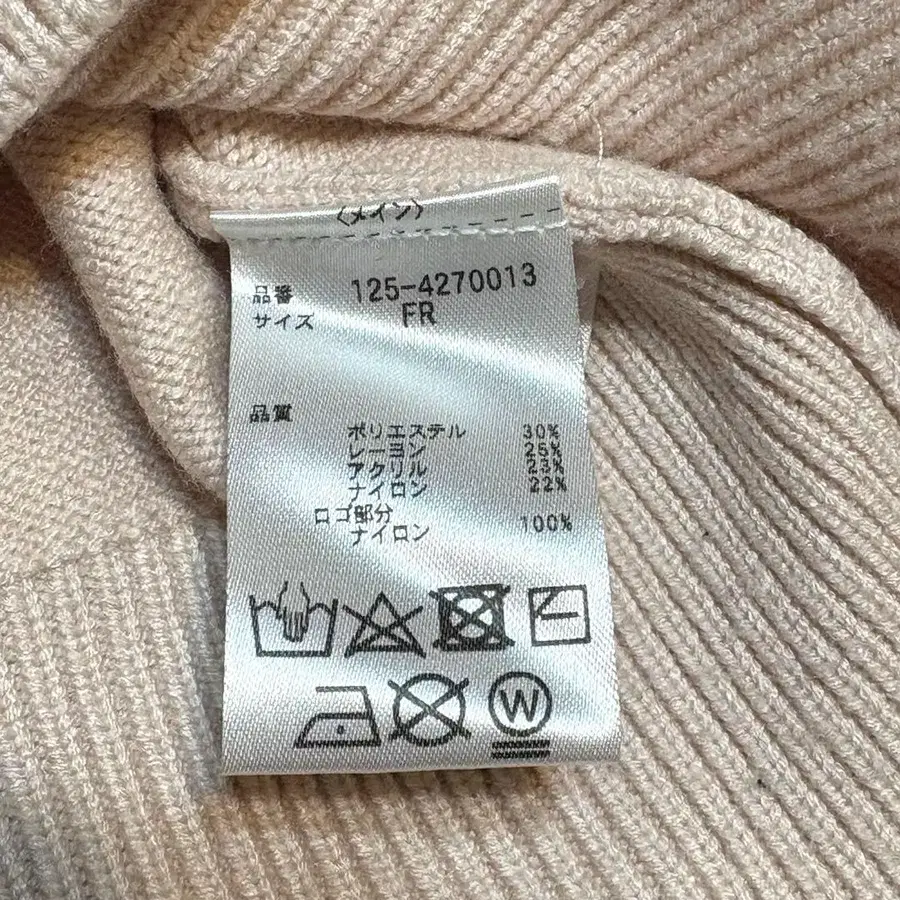 〈メイン〉
品番 125-4270013
サイズ FR
品質
ポリエステル 30%
レーヨン 25%
アクリル 23%
ナイロン 22%
ロゴ部分
ナイロン 100%
W